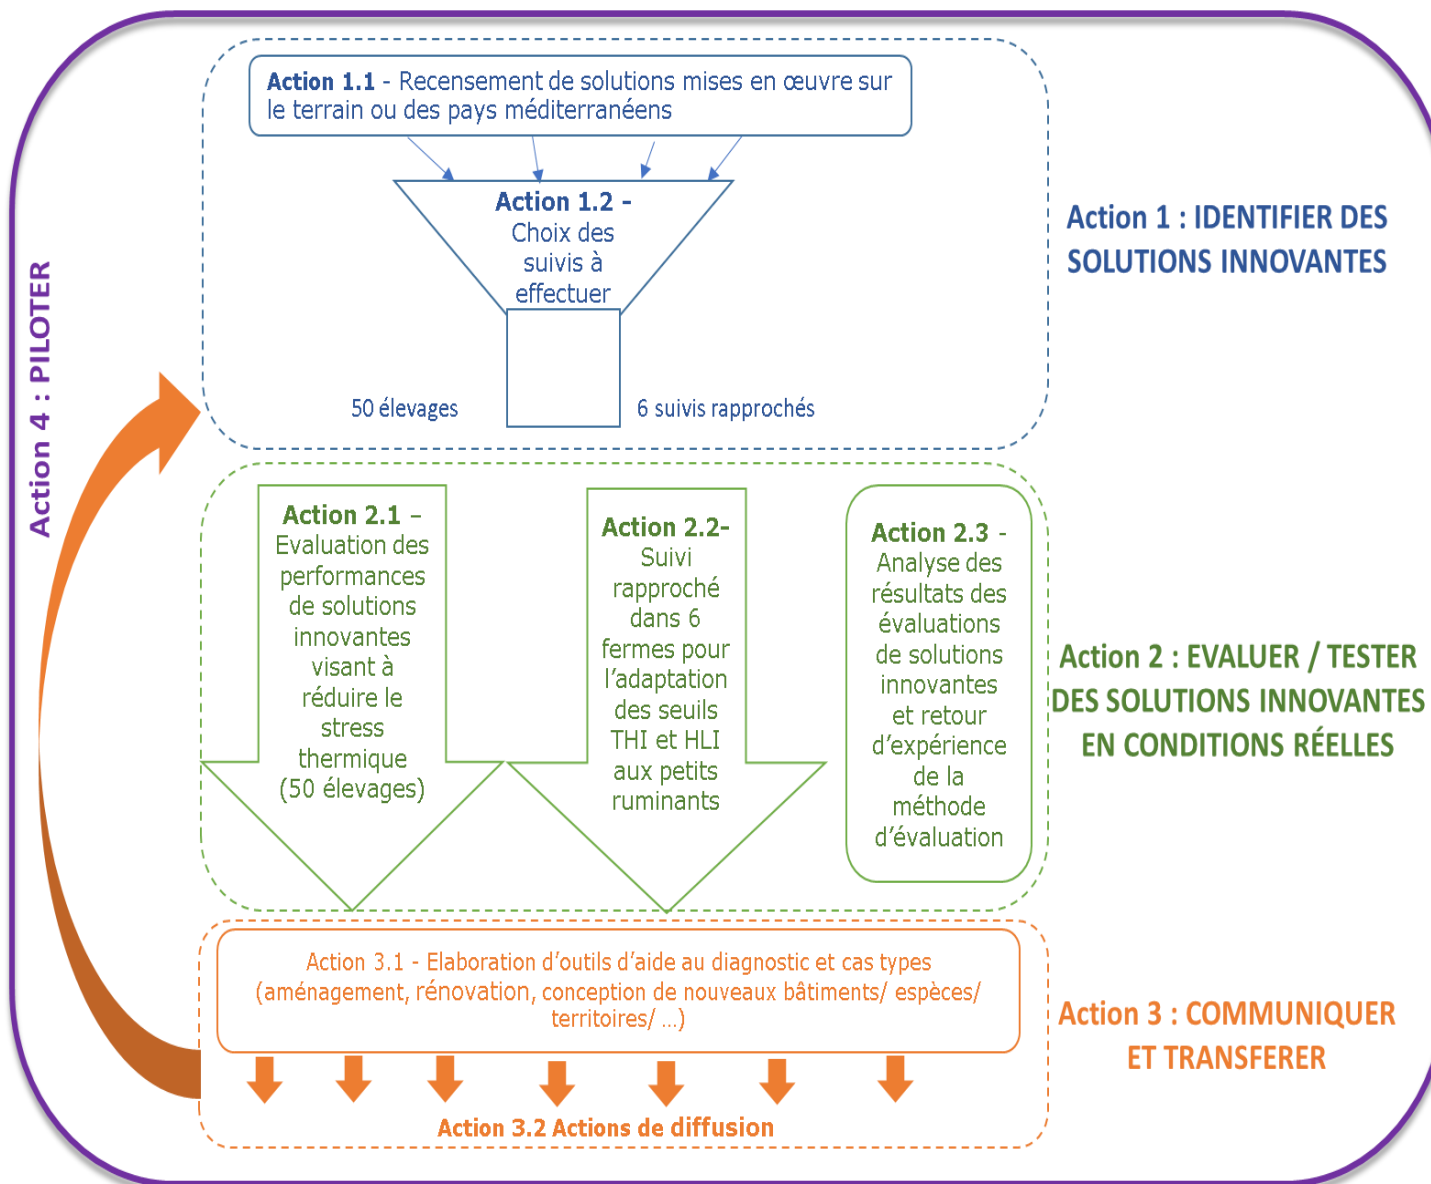 Action 4 : PILOTER
Action 1.1 - Recensement de solutions mises en œuvre sur
le terrain ou des pays méditerranéens
Action 1.2 -
Choix des
suivis à
effectuer
50 élevages
6 suivis rapprochés
Action 1 : IDENTIFIER DES
SOLUTIONS INNOVANTES
Action 2.1 –
Evaluation des
performances
de solutions
innovantes
visant à
réduire le
stress
thermique
(50 élevages)
Action 2.2-
Suivi
rapproché
dans 6
fermes pour
l’adaptation
des seuils
THI et HLI
aux petits
ruminants
Action 2.3 -
Analyse des
résultats des
évaluations
de solutions
innovantes
et retour
d’expérience
de la
méthode
d’évaluation
Action 2 : EVALUER / TESTER
DES SOLUTIONS INNOVANTES
EN CONDITIONS RÉELLES
Action 3.1 - Elaboration d’outils d’aide au diagnostic et cas types
(aménagement, rénovation, conception de nouveaux bâtiments/ espèces/
territoires/ ...)
Action 3.2 Actions de diffusion
Action 3 : COMMUNIQUER
ET TRANSFERER